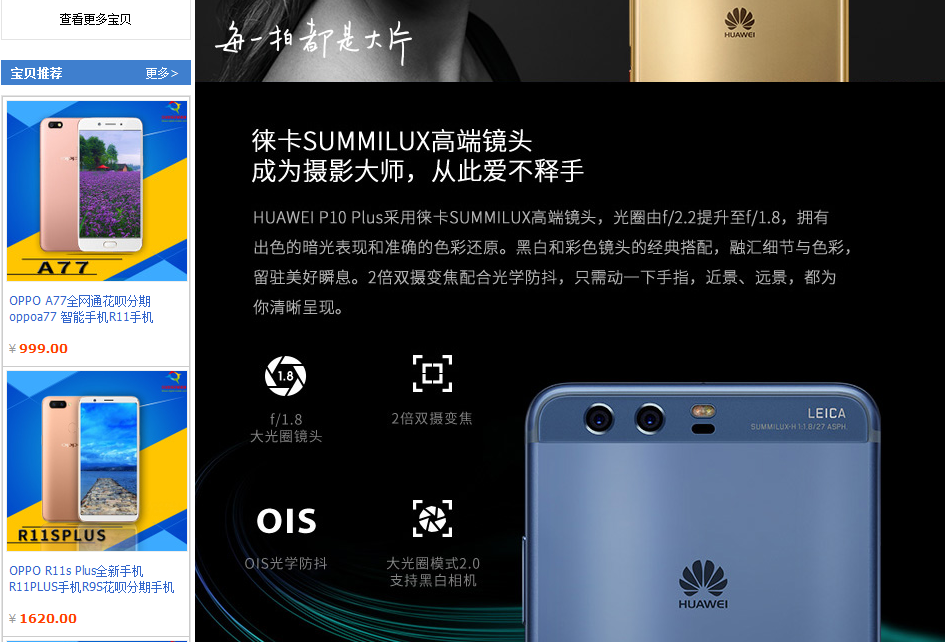 查看更多宝贝
宝贝推荐 更多>
A77
OPPO A77全网通花呗分期
oppoa77 智能手机R11手机
¥ 999.00
R11SPLUS
OPPO R11s Plus全新手机
R11PLUS手机R9S花呗分期手机
¥ 1620.00
每一拍都是大片
HUAWEI
徕卡SUMMILUX高端镜头
成为摄影大师，从此爱不释手
HUAWEI P10 Plus采用徕卡SUMMILUX高端镜头，光圈由f/2.2提升至f/1.8，拥有
出色的暗光表现和准确的色彩还原。黑白和彩色镜头的经典搭配，融汇细节与色彩，
留驻美好瞬息。2倍双摄变焦配合光学防抖，只需动一下手指，近景、远景，都为
你清晰呈现。
1.8
f/1.8
大光圈镜头
2倍双摄变焦
OIS
OIS光学防抖
大光圈模式2.0
支持黑白相机
LEICA
SUMMILUX-H 1:1.8/27 ASPH.
HUAWEI